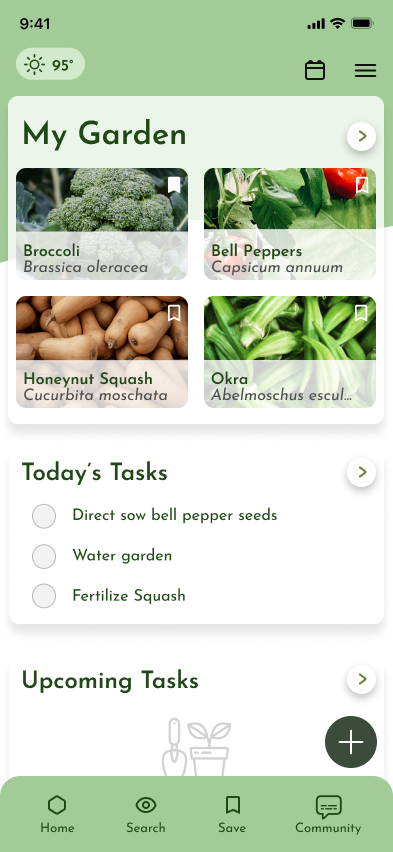 9:41
95°
My Garden
Broccoli
Brassica oleracea
Bell Peppers
Capsicum annuum
Honeynut Squash
Cucurbita moschata
Okra
Abelmoschus escul...
Today's Tasks
Direct sow bell pepper seeds
Water garden
Fertilize Squash
Upcoming Tasks
Home
Search
Save
Community